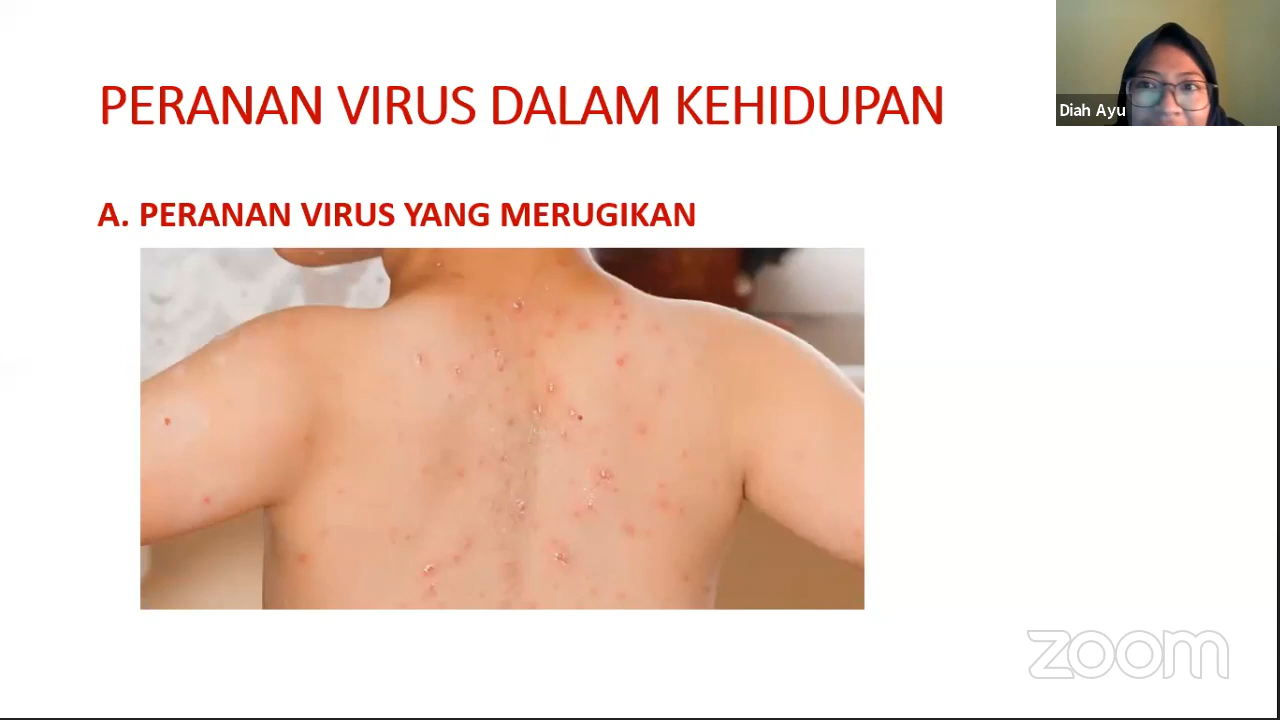 PERANAN VIRUS DALAM KEHIDUPAN
Diah Ayu
A. PERANAN VIRUS YANG MERUGIKAN
zoom